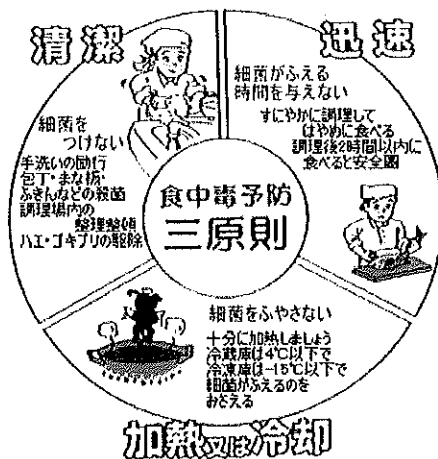 清潔
細菌を
つけない
手洗いの励行
包丁・まな板・
ふきんなどの殺菌
調理場内の
整理整頓
ハエ・ゴキブリの駆除
迅速
細菌がふえる
時間を与えない
すみやかに調理して
はやめに食べる
調理後2時間以内に
食べると安全圏
食中毒予防
三原則
細菌をふやさない
十分に加熱しましょう
冷蔵庫は4℃以下で
冷凍庫は-15℃以下で
細菌がふえるのを
おさえる
加熱又は冷却